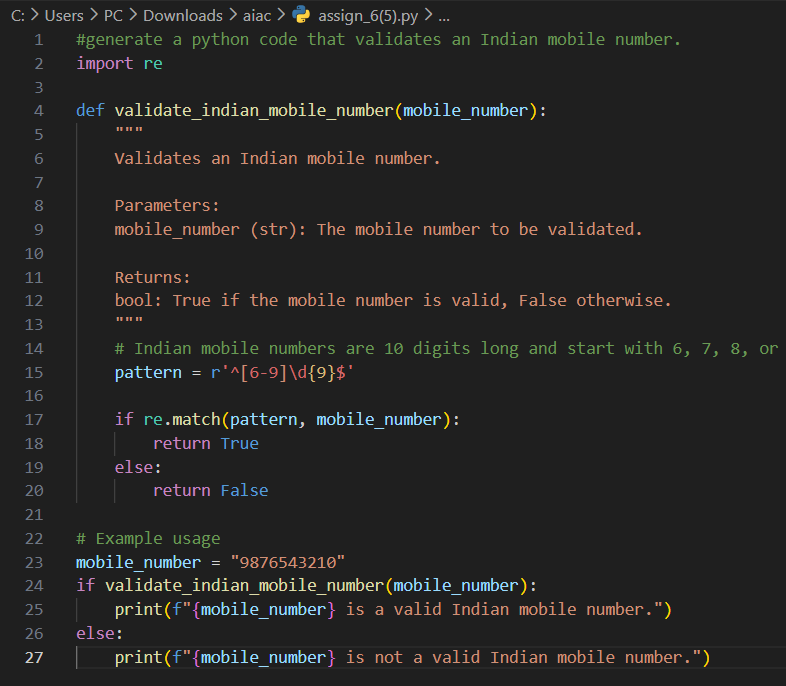 C: > Users > PC > Downloads > aiac > assign_6(5).py > ...
1 #generate a python code that validates an Indian mobile number.
2 import re
3
4 def validate_indian_mobile_number(mobile_number):
5     """
6     Validates an Indian mobile number.
7
8     Parameters:
9     mobile_number (str): The mobile number to be validated.
10
11     Returns:
12     bool: True if the mobile number is valid, False otherwise.
13     """
14     # Indian mobile numbers are 10 digits long and start with 6, 7, 8, or
15     pattern = r'^[6-9]\d{9}$'
16
17     if re.match(pattern, mobile_number):
18         return True
19     else:
20         return False
21
22 # Example usage
23 mobile_number = "9876543210"
24 if validate_indian_mobile_number(mobile_number):
25     print(f"{mobile_number} is a valid Indian mobile number.")
26 else:
27     print(f"{mobile_number} is not a valid Indian mobile number.")